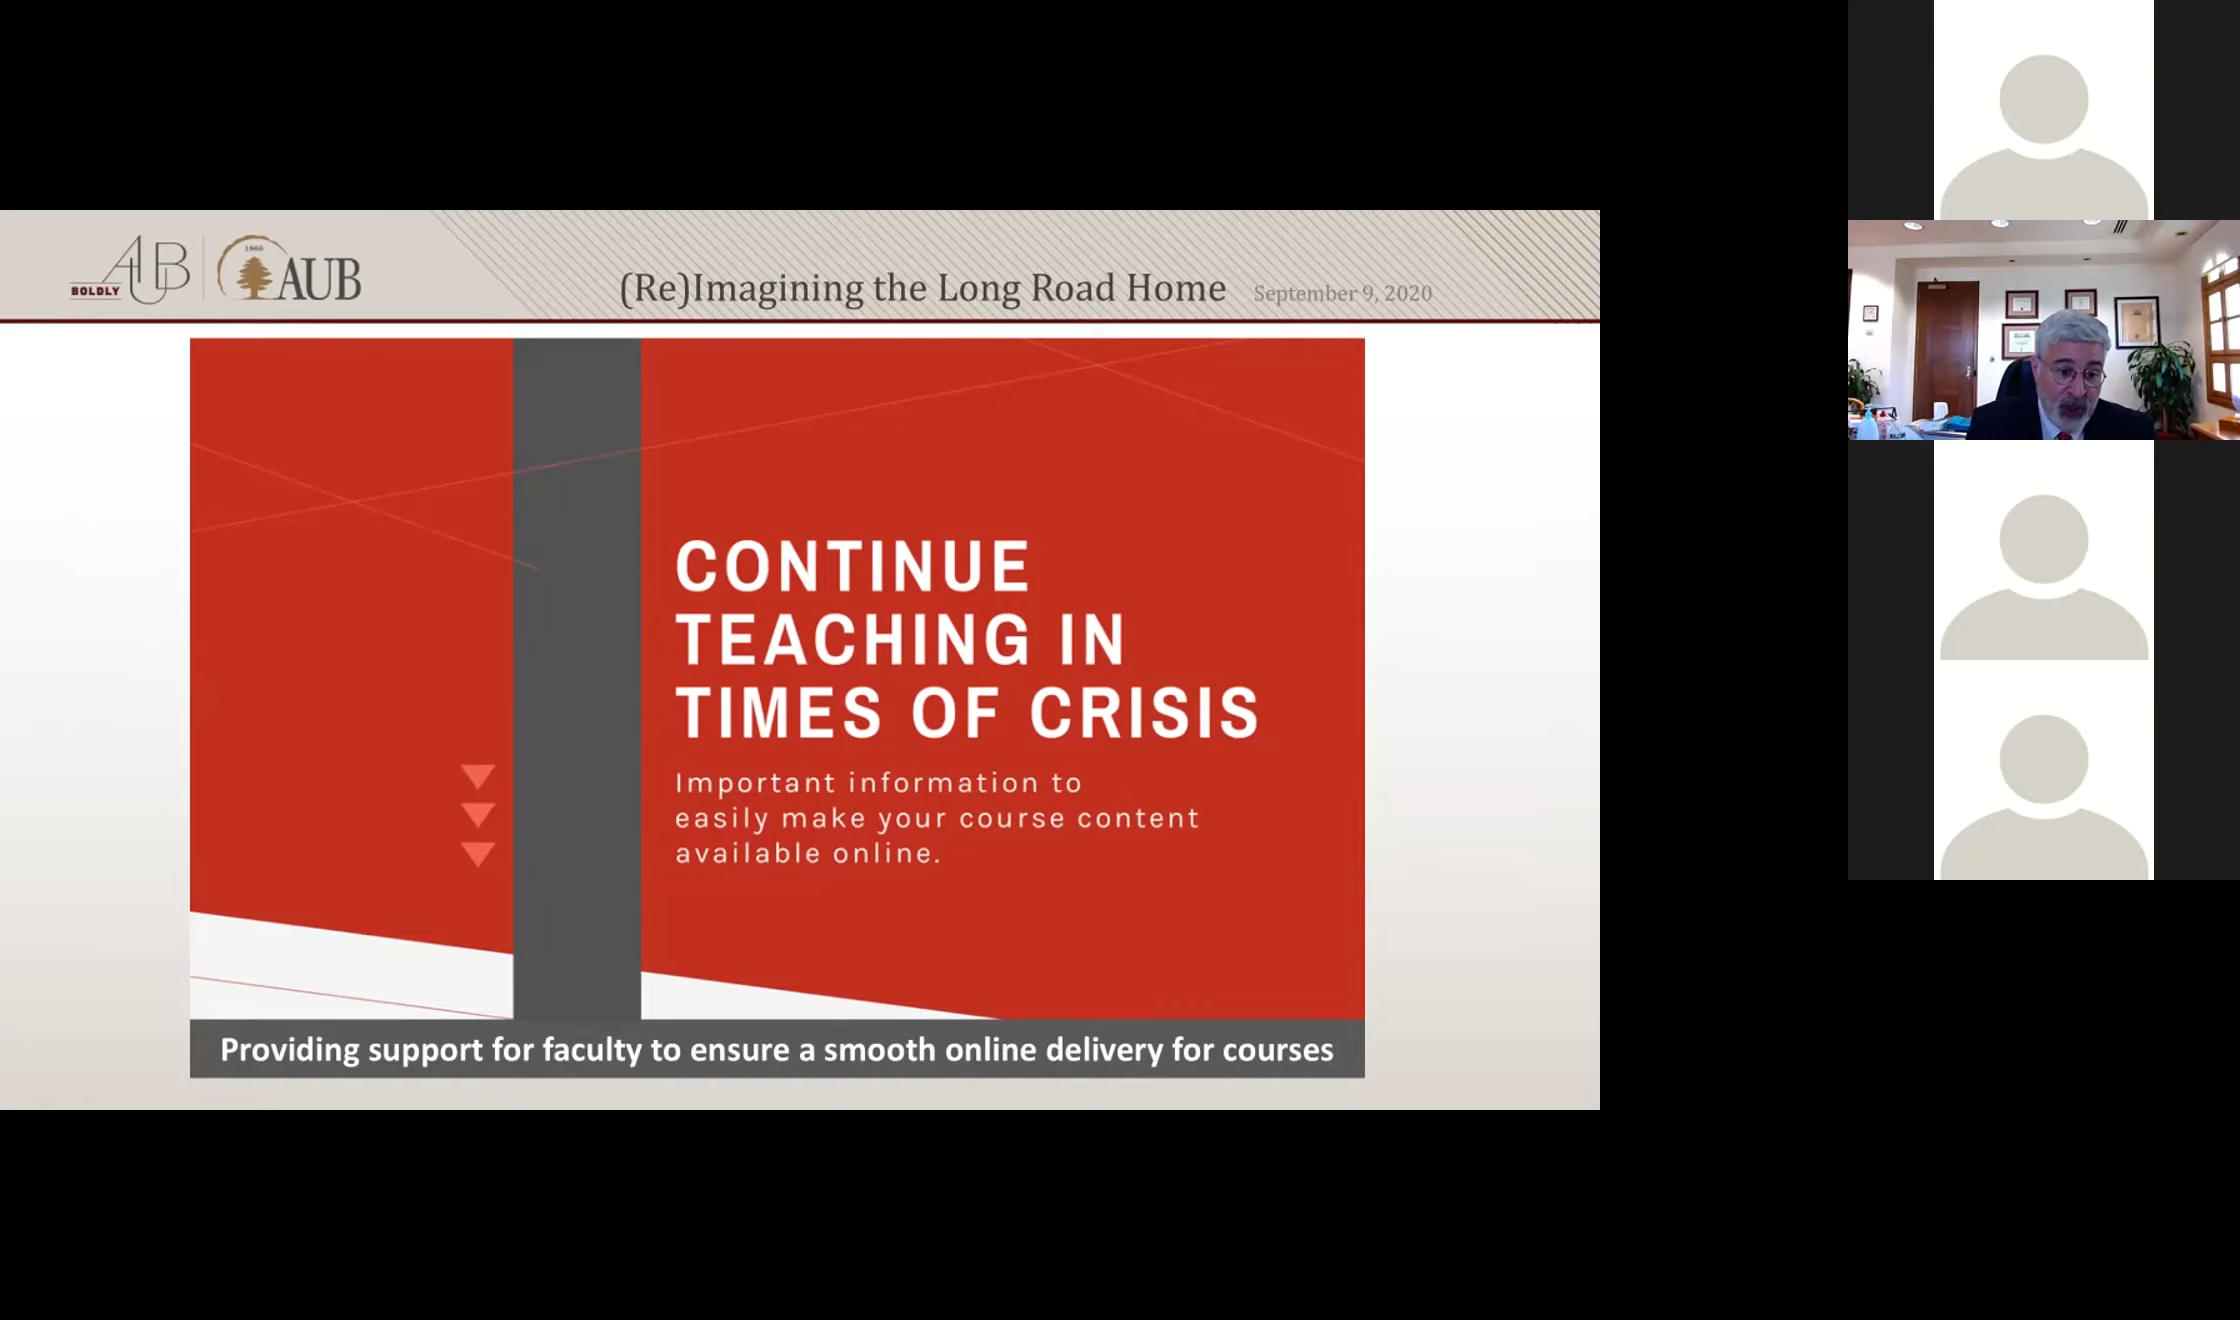 AUB
BOLDLY
1866
AUB
(Re)Imagining the Long Road Home
September 9, 2020
CONTINUE
TEACHING IN
TIMES OF CRISIS
Important information to
easily make your course content
available online.
Providing support for faculty to ensure a smooth online delivery for courses